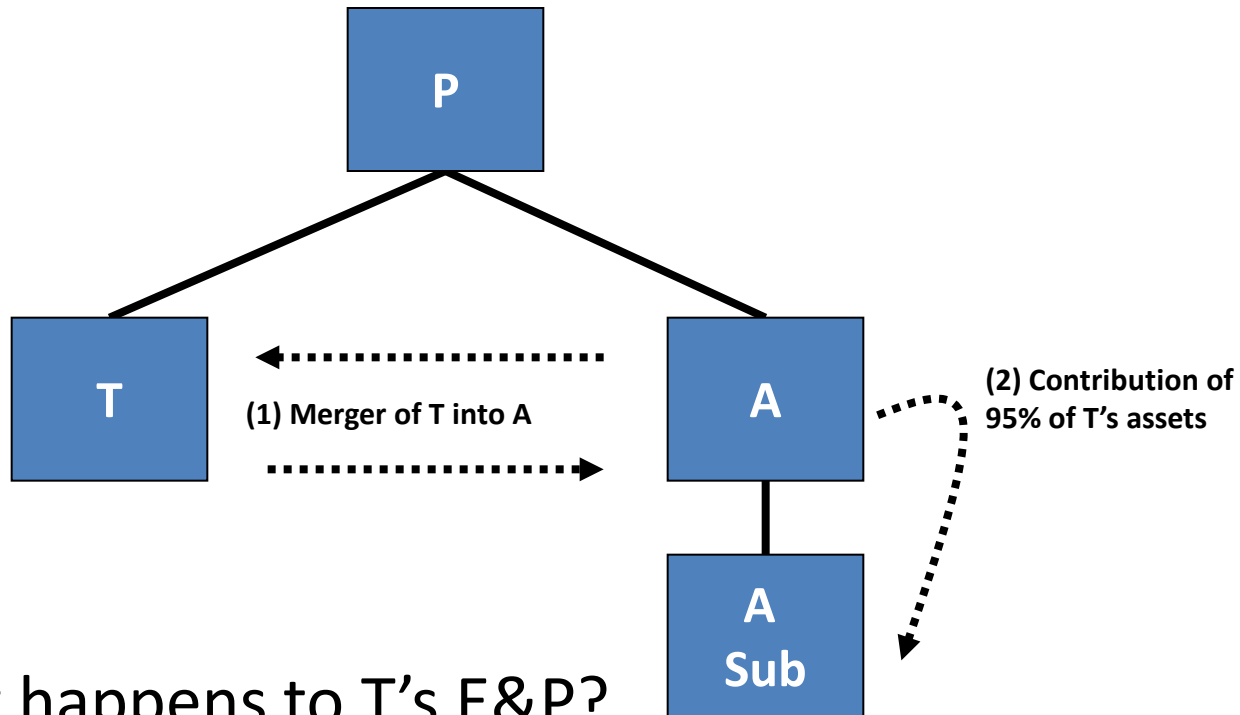 P
T
(1) Merger of T into A
A
(2) Contribution of
95% of T's assets
A
Sub
happens to T's E&P?